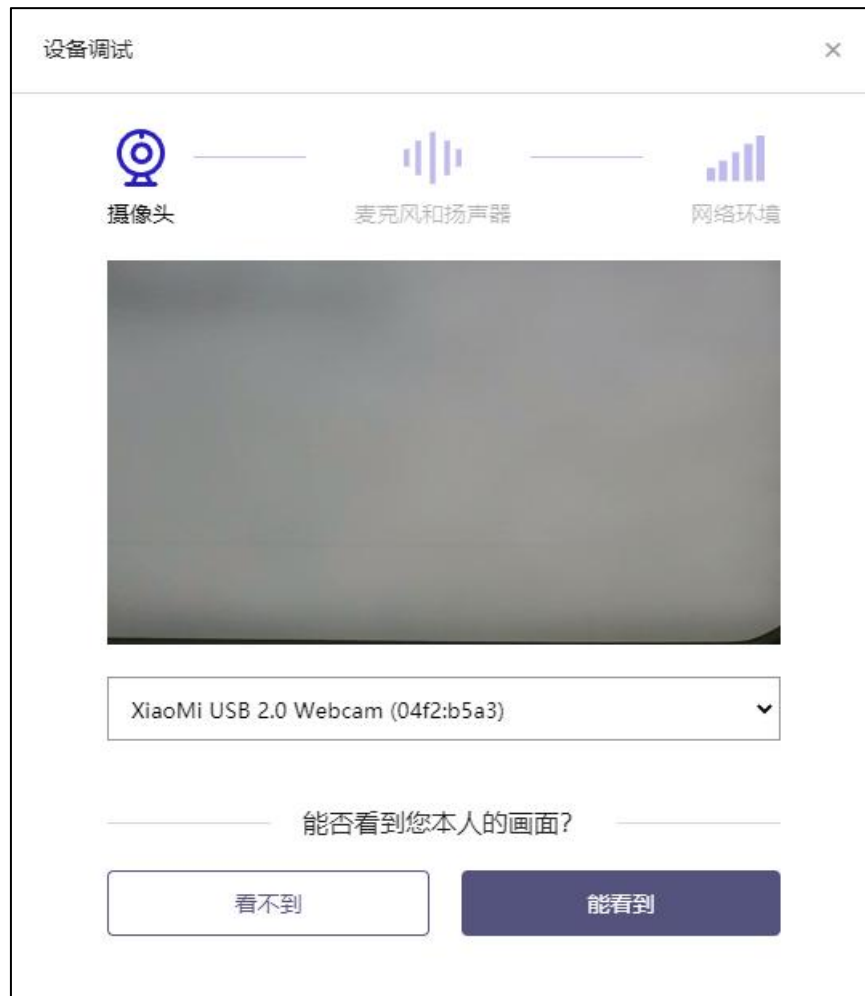 设备调试
摄像头 麦克风和扬声器 网络环境
XiaoMi USB 2.0 Webcam (04f2:b5a3)
能否看到您本人的画面?
看不到 能看到